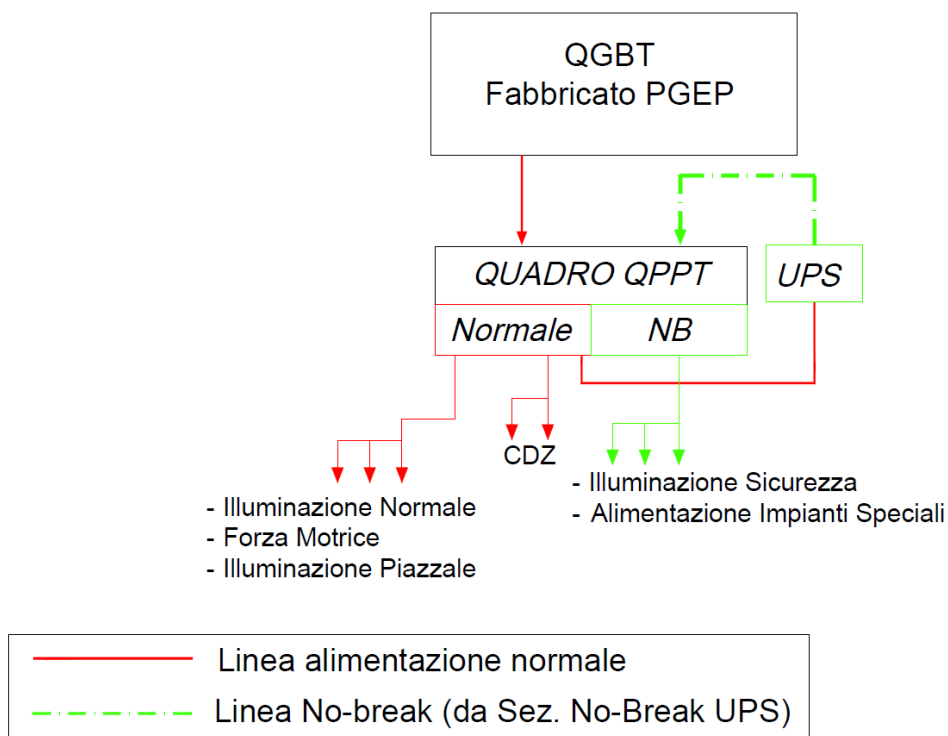 QGBT
Fabbricato PGEP
QUADRO QPPT
UPS
Normale
NB
CDZ
- Illuminazione Normale
- Forza Motrice
- Illuminazione Piazzale
- Illuminazione Sicurezza
- Alimentazione Impianti Speciali
Linea alimentazione normale
Linea No-break (da Sez. No-Break UPS)